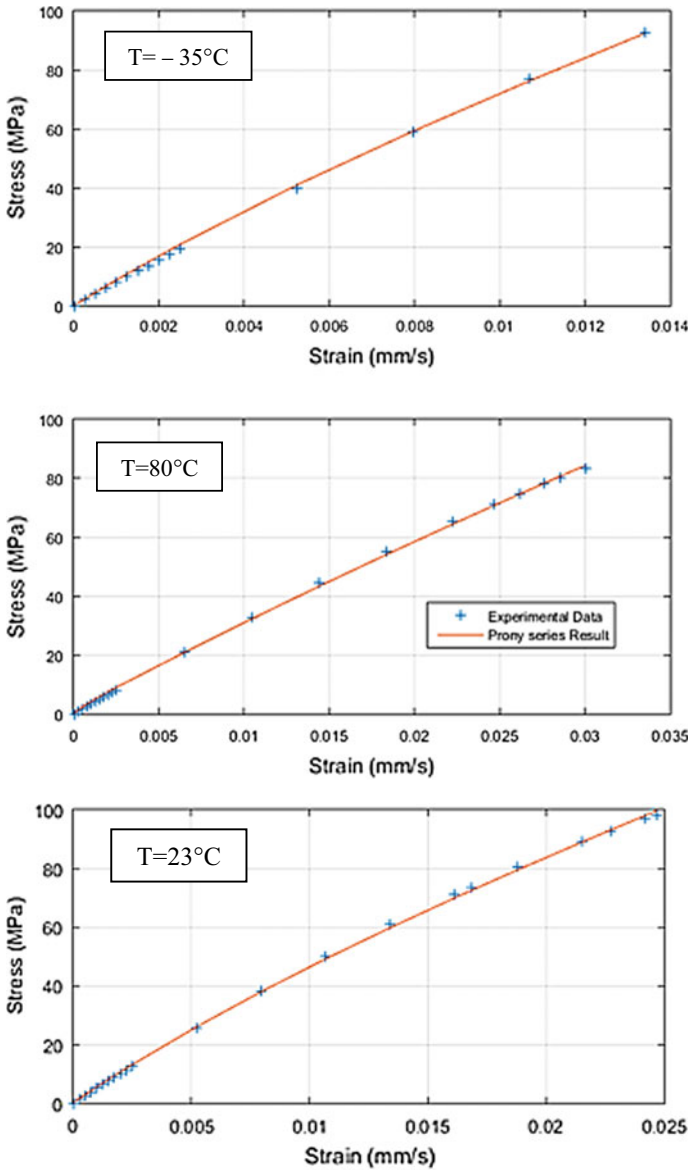 T= – 35°C
Stress (MPa)
100
80
60
40
20
0
0.002 0.004 0.006 0.008 0.01 0.012 0.014
Strain (mm/s)
T=80°C
Stress (MPa)
100
80
60
40
20
0
Experimental Data
Prony series Result
0 0.005 0.01 0.015 0.02 0.025 0.03 0.035
Strain (mm/s)
T=23°C
Stress (MPa)
100
80
60
40
20
0
0 0.005 0.01 0.015 0.02 0.025
Strain (mm/s)